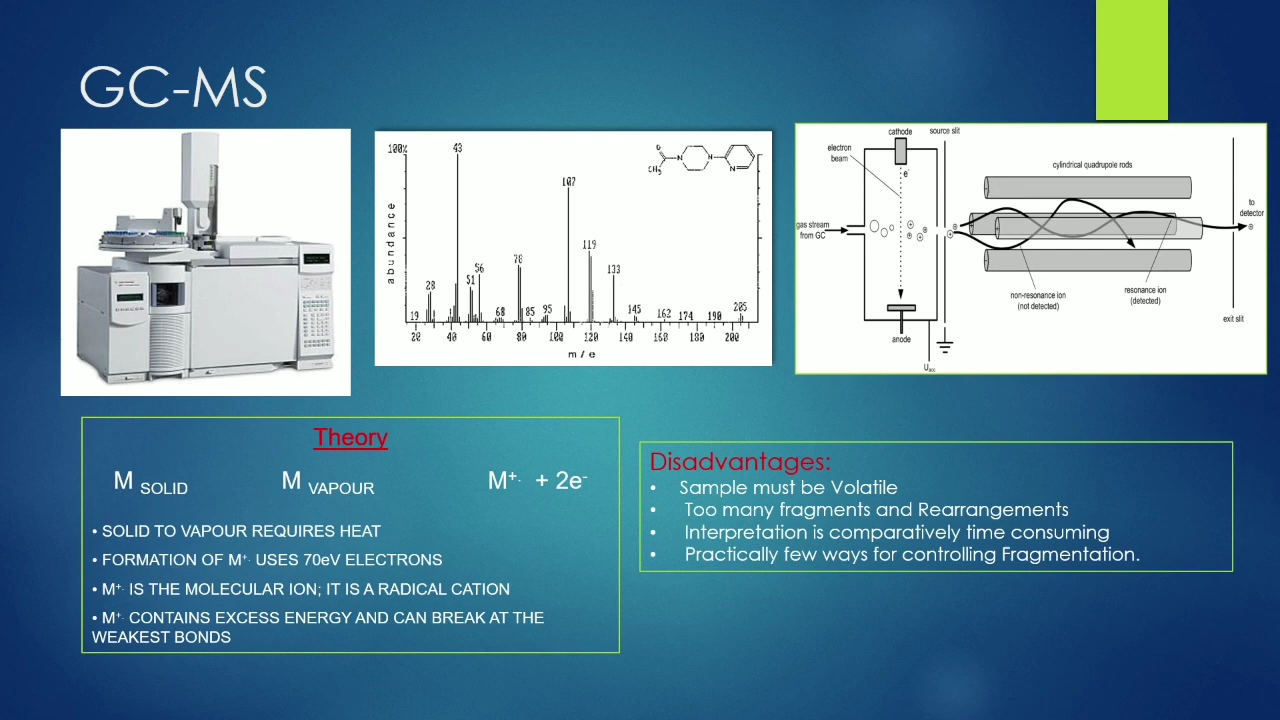 GC-MS
100%
43
107
119
133
78
56
51
28
19
68
85
95
145
162
174
190
205
abundance
20 40 60 80 100 120 140 160 180 200
m / e
O
CH3
N
N
N
cathode
source slit
electron
beam
e-
cylindrical quadrupole rods
gas stream
from GC
to
detector
non-resonance ion
(not detected)
resonance ion
(detected)
exit slit
anode
Uacc
Theory
M SOLID M VAPOUR M+· + 2e-
• SOLID TO VAPOUR REQUIRES HEAT
• FORMATION OF M+· USES 70eV ELECTRONS
• M+· IS THE MOLECULAR ION; IT IS A RADICAL CATION
• M+· CONTAINS EXCESS ENERGY AND CAN BREAK AT THE
WEAKEST BONDS
Disadvantages:
• Sample must be Volatile
• Too many fragments and Rearrangements
• Interpretation is comparatively time consuming
• Practically few ways for controlling Fragmentation.